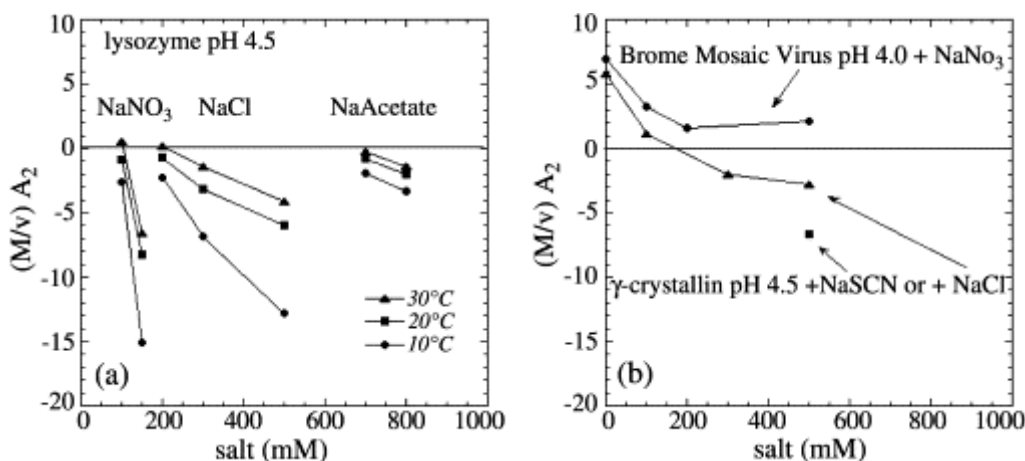 lysozyme pH 4.5
NaNO3 NaCl NaAcetate
(M/v) A2
10
5
0
-5
-10
-15
-20
30°C
20°C
10°C
(a)
0 200 400 600 800 1000
salt (mM)
Brome Mosaic Virus pH 4.0 + NaNo3
(M/v) A2
10
5
0
-5
-10
-15
-20
γ-crystallin pH 4.5 +NaSCN or + NaCl
(b)
0 200 400 600 800 1000
salt (mM)